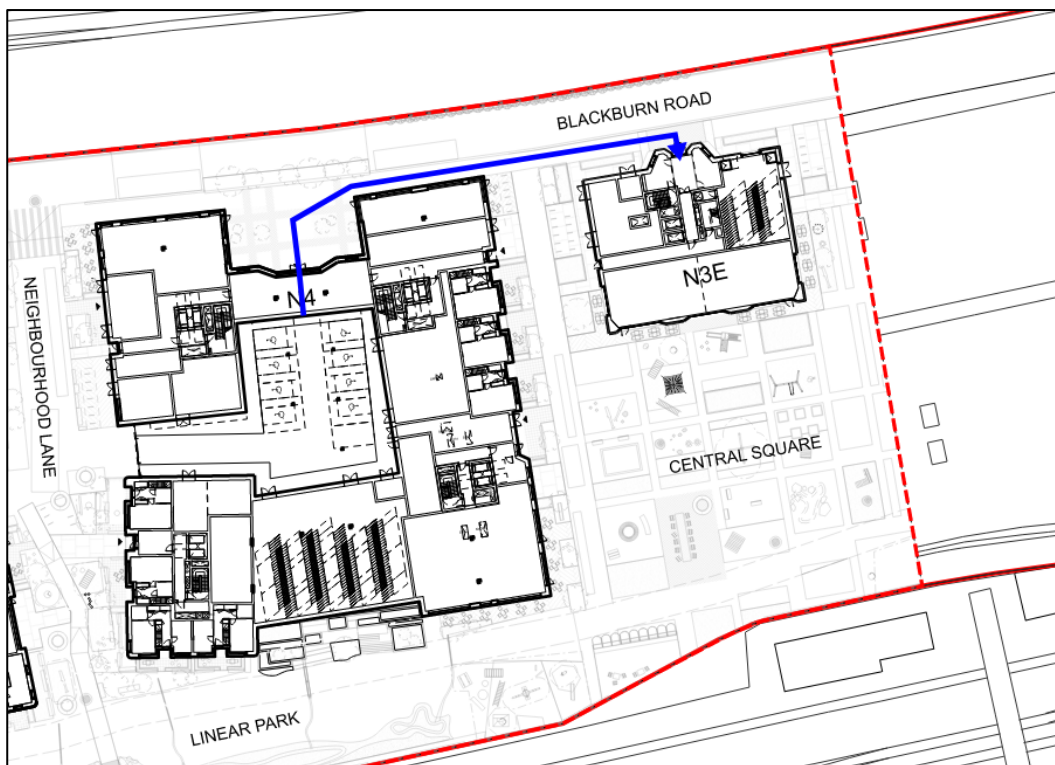 BLACKBURN ROAD
N4
N3E
NEIGHBOURHOOD LANE
CENTRAL SQUARE
LINEAR PARK